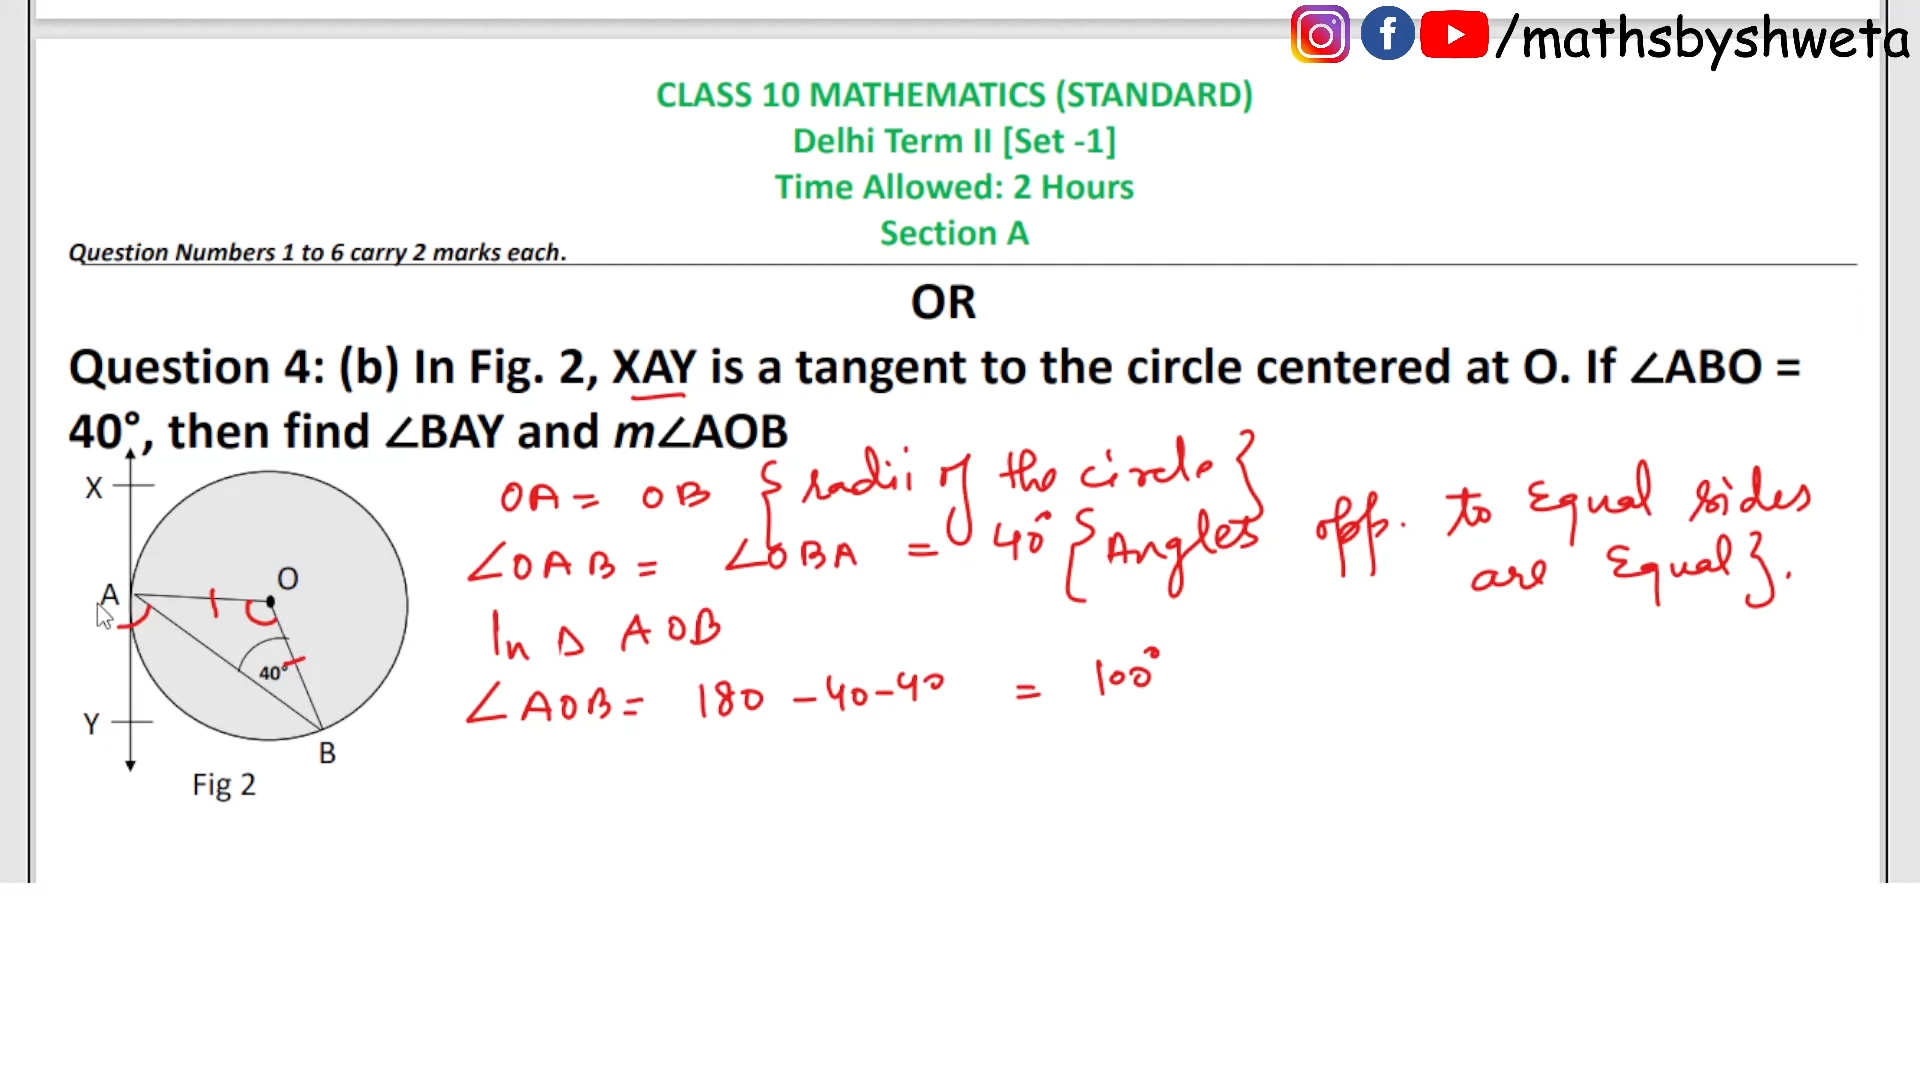 /mathsbyshweta
CLASS 10 MATHEMATICS (STANDARD)
Delhi Term II [Set -1]
Time Allowed: 2 Hours
Section A
Question Numbers 1 to 6 carry 2 marks each.
OR
Question 4: (b) In Fig. 2, XAY is a tangent to the circle centered at O. If ∠ABO =
40°, then find ∠BAY and m∠AOB
X
A
O
40°
Y
B
Fig 2
OA = OB {radii of the circle}
∠OAB = ∠OBA = 40° {Angles opp. to Equal sides
are Equal}.
In △ AOB
∠AOB = 180 - 40 - 40 = 100°